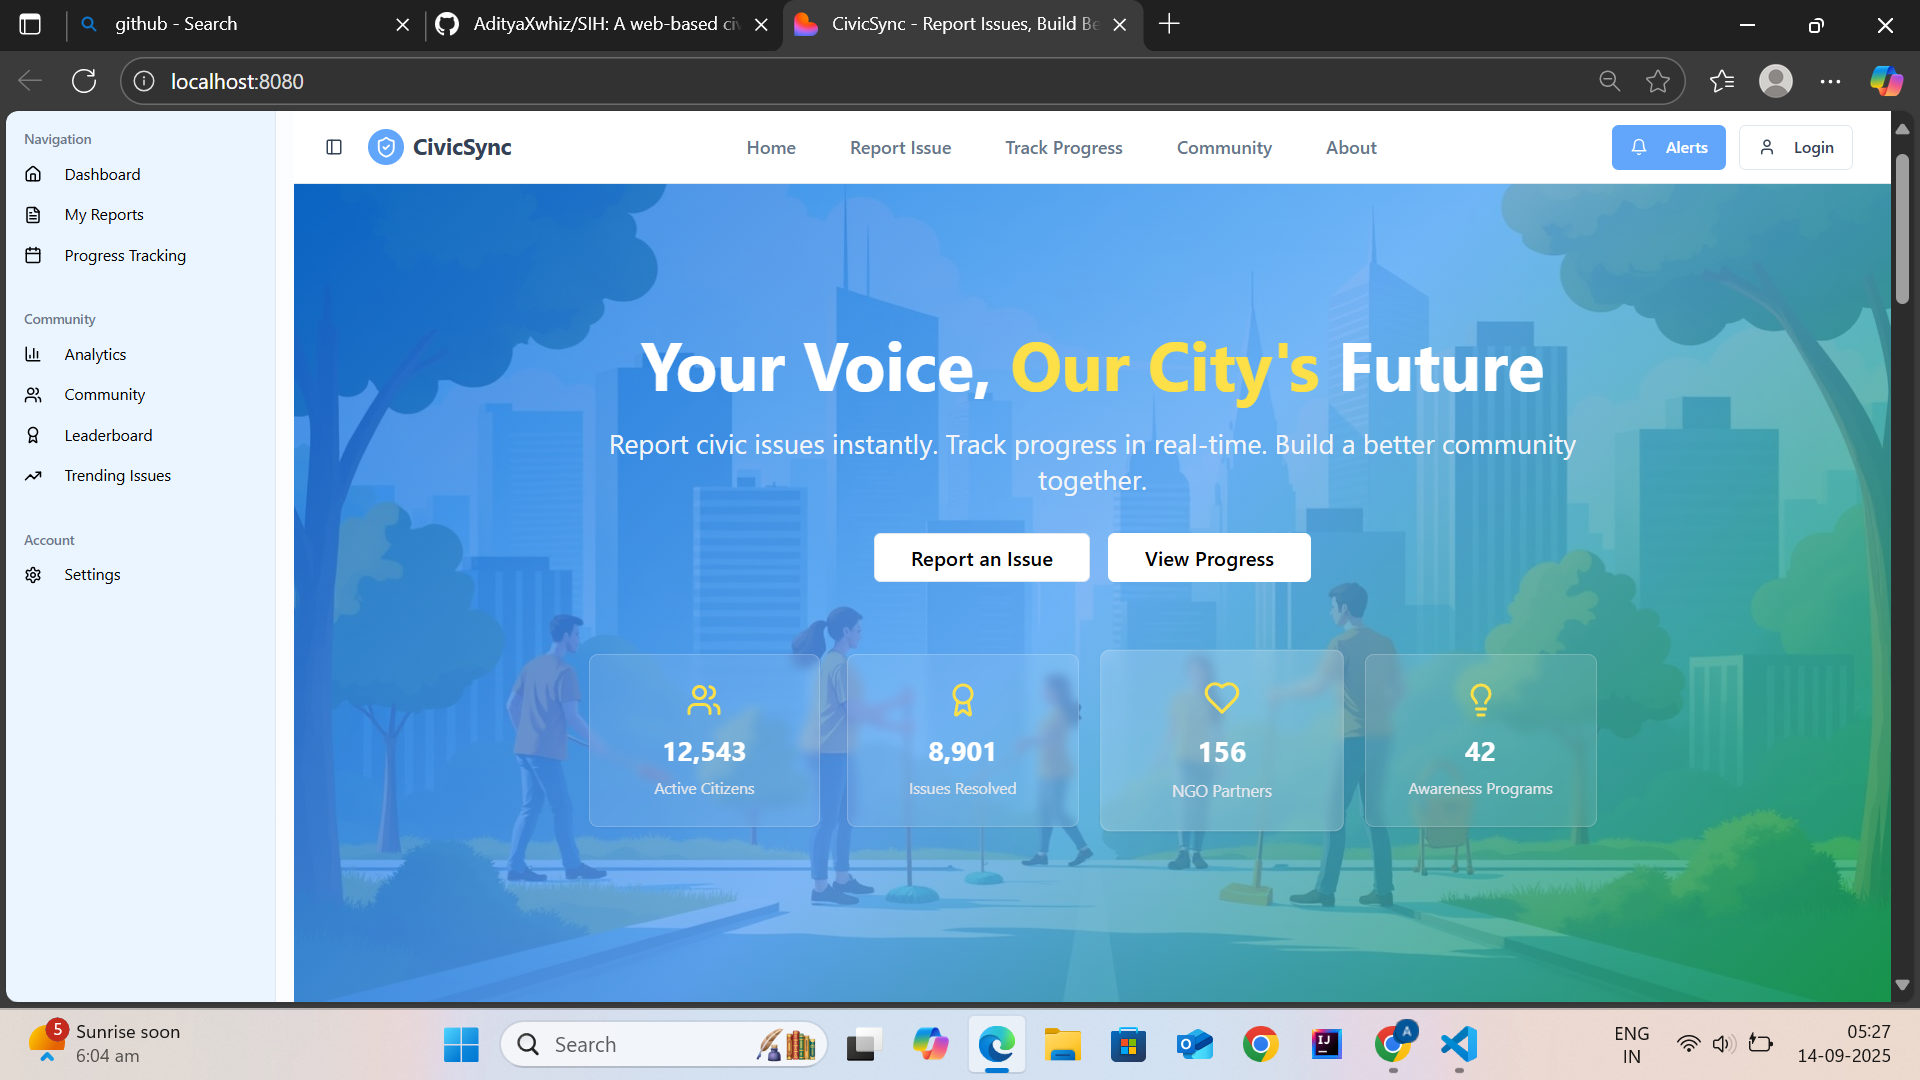 github - Search
AdityaXwhiz/SIH: A web-based ci
CivicSync - Report Issues, Build Be
localhost:8080
Navigation
Dashboard
My Reports
Progress Tracking
Community
Analytics
Community
Leaderboard
Trending Issues
Account
Settings
CivicSync
Home
Report Issue
Track Progress
Community
About
Alerts
Login
Your Voice, Our City's Future
Report civic issues instantly. Track progress in real-time. Build a better community
together.
Report an Issue
View Progress
12,543
Active Citizens
8,901
Issues Resolved
156
NGO Partners
42
Awareness Programs
5
Sunrise soon
6:04 am
Search
IJ
A
ENG
IN
05:27
14-09-2025